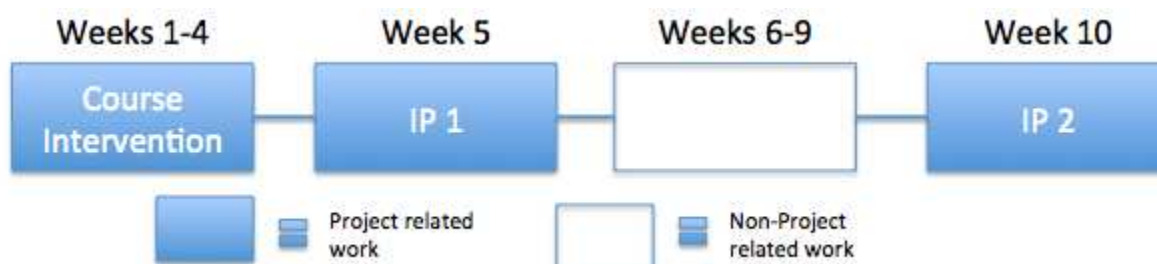 Weeks 1-4
Week 5
Weeks 6-9
Week 10
Course
Intervention
IP 1
IP 2
Project related
work
Non-Project
related work